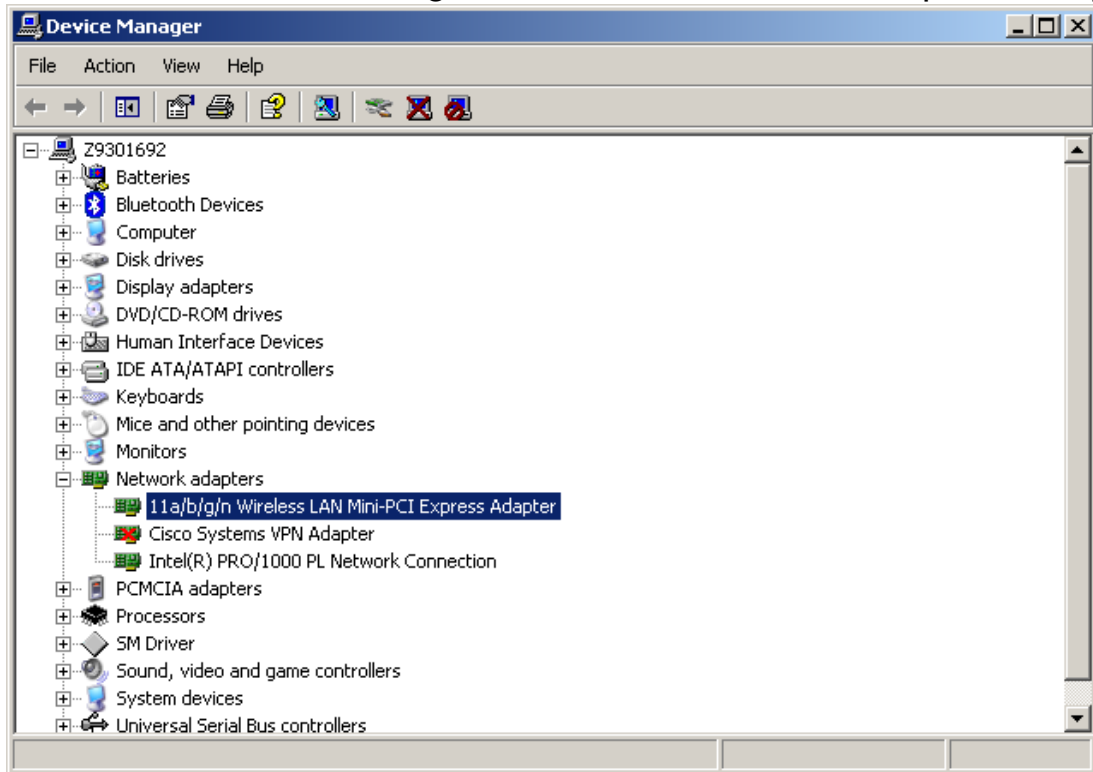 Device Manager
File Action View Help
Z9301692
Batteries
Bluetooth Devices
Computer
Disk drives
Display adapters
DVD/CD-ROM drives
Human Interface Devices
IDE ATA/ATAPI controllers
Keyboards
Mice and other pointing devices
Monitors
Network adapters
11a/b/g/n Wireless LAN Mini-PCI Express Adapter
Cisco Systems VPN Adapter
Intel(R) PRO/1000 PL Network Connection
PCMCIA adapters
Processors
SM Driver
Sound, video and game controllers
System devices
Universal Serial Bus controllers